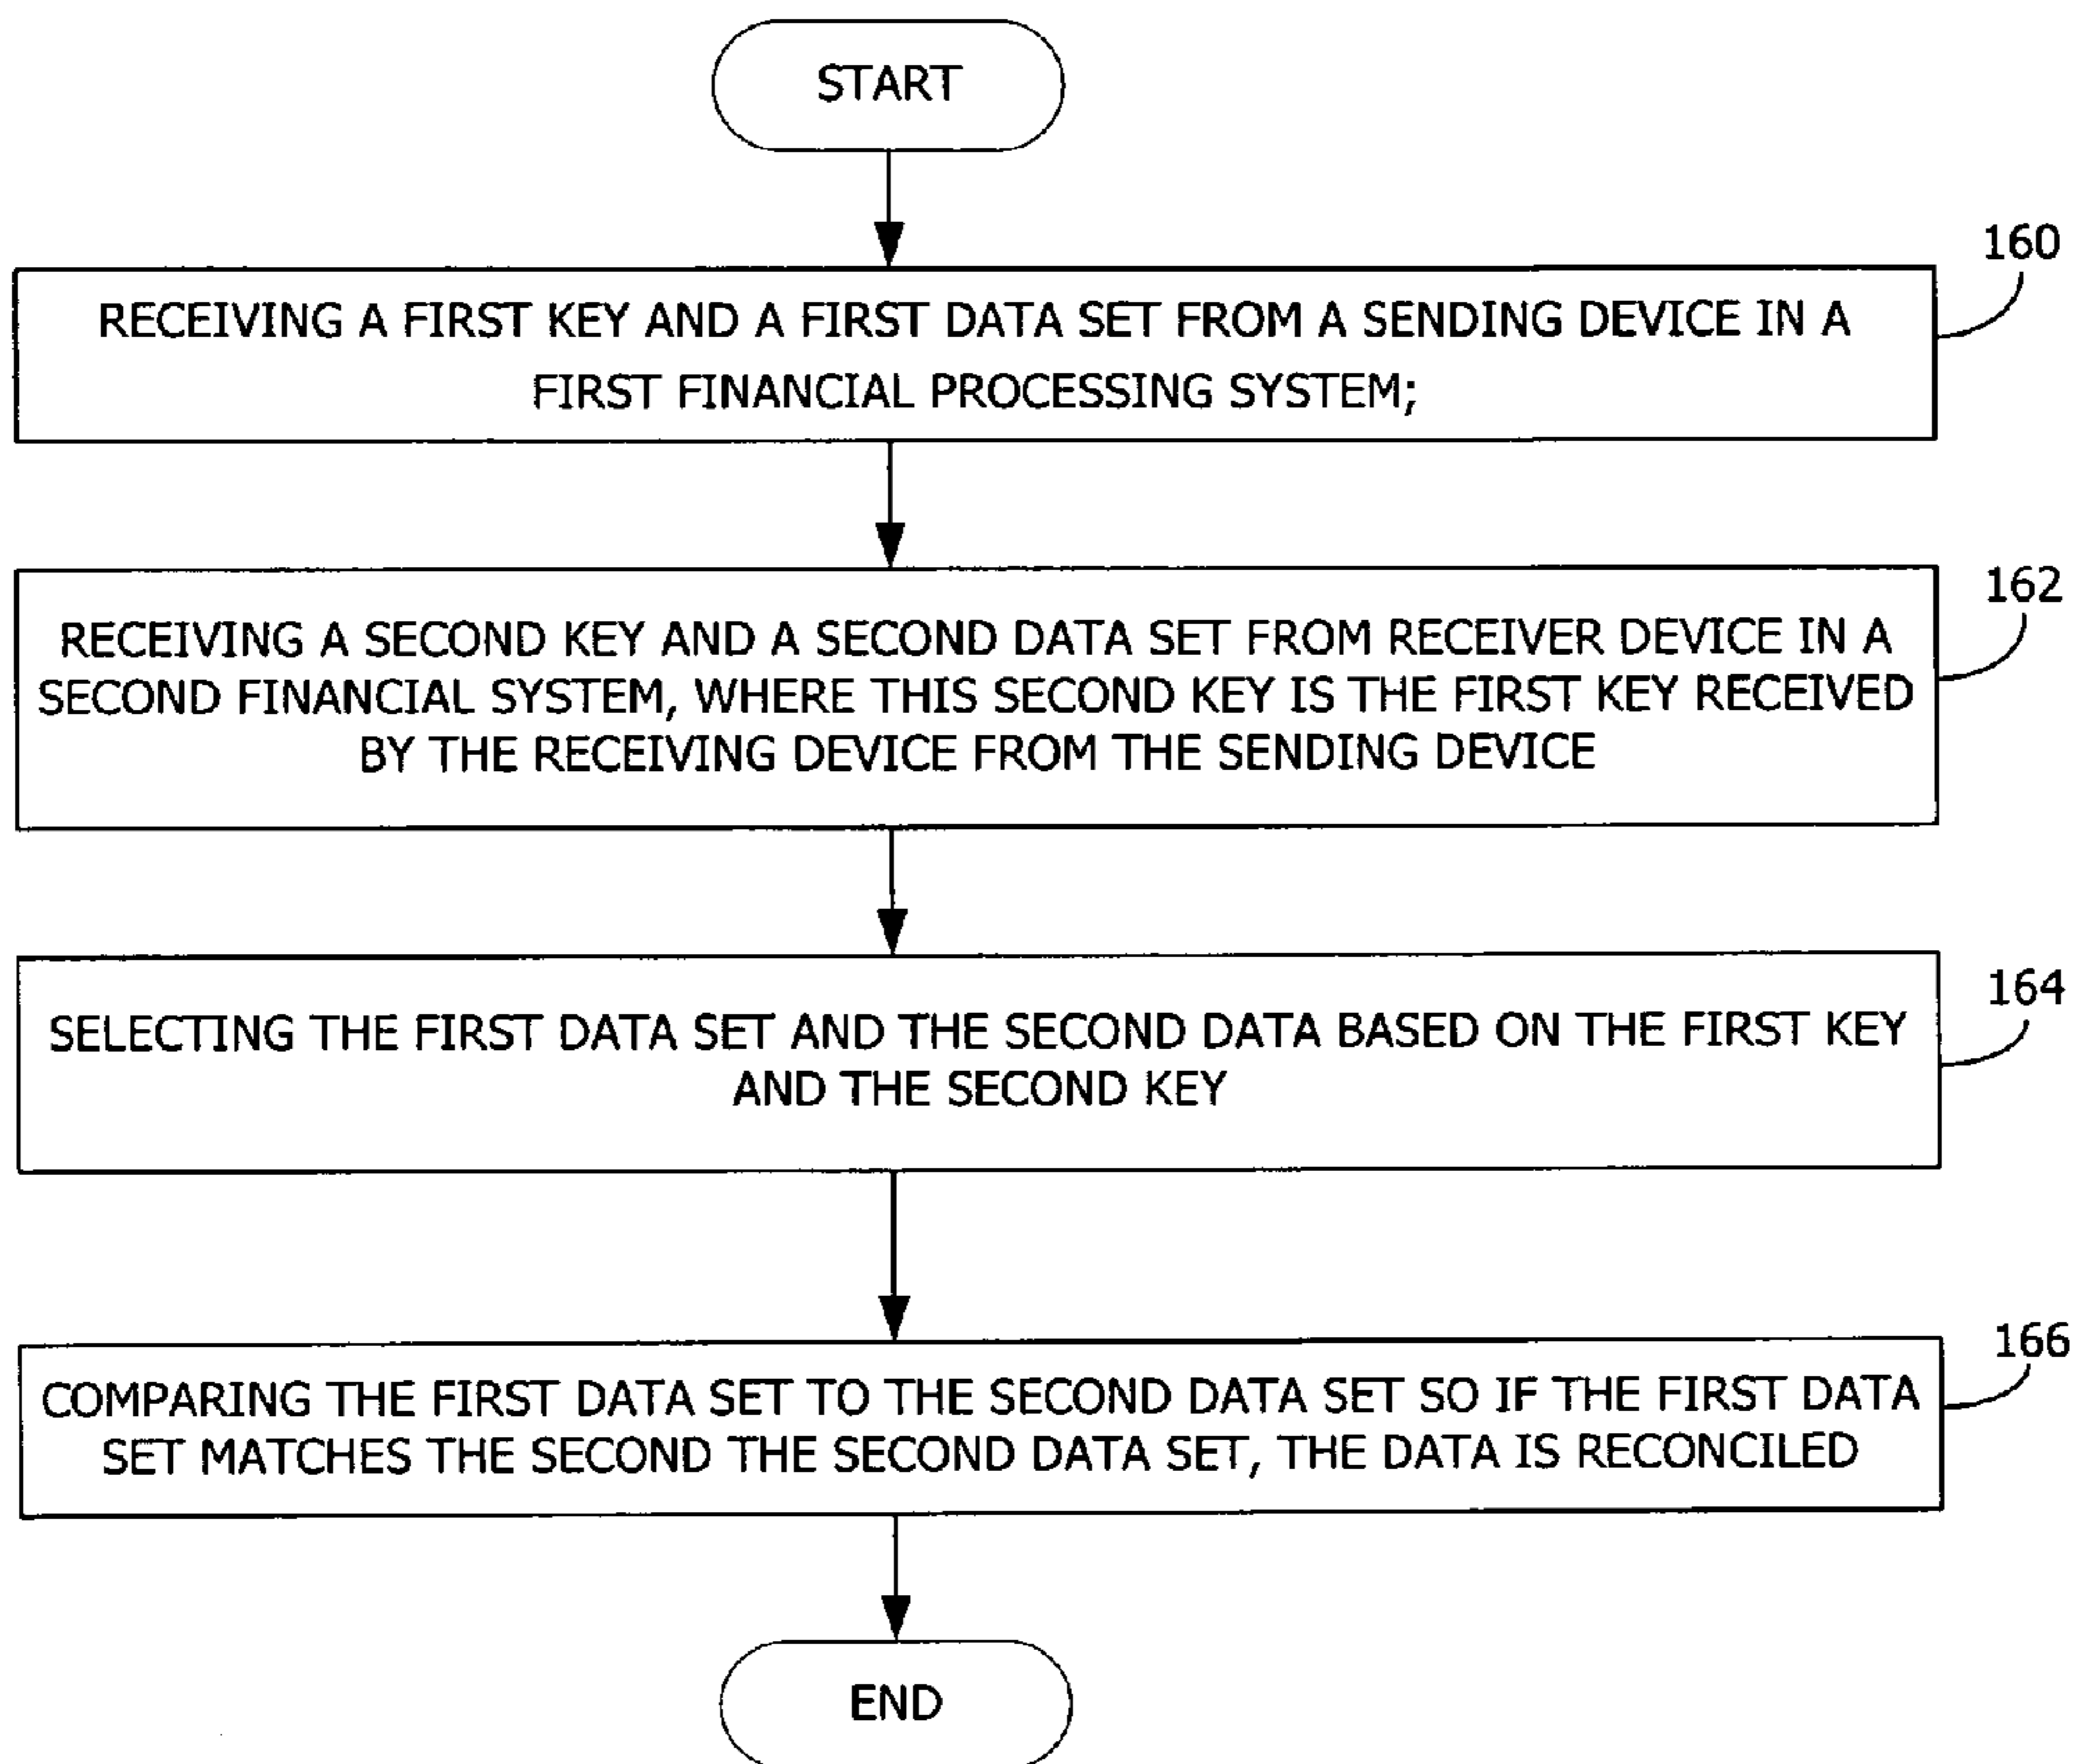 START
160
RECEIVING A FIRST KEY AND A FIRST DATA SET FROM A SENDING DEVICE IN A
FIRST FINANCIAL PROCESSING SYSTEM;
162
RECEIVING A SECOND KEY AND A SECOND DATA SET FROM RECEIVER DEVICE IN A
SECOND FINANCIAL SYSTEM, WHERE THIS SECOND KEY IS THE FIRST KEY RECEIVED
BY THE RECEIVING DEVICE FROM THE SENDING DEVICE
164
SELECTING THE FIRST DATA SET AND THE SECOND DATA BASED ON THE FIRST KEY
AND THE SECOND KEY
166
COMPARING THE FIRST DATA SET TO THE SECOND DATA SET SO IF THE FIRST DATA
SET MATCHES THE SECOND THE SECOND DATA SET, THE DATA IS RECONCILED
END